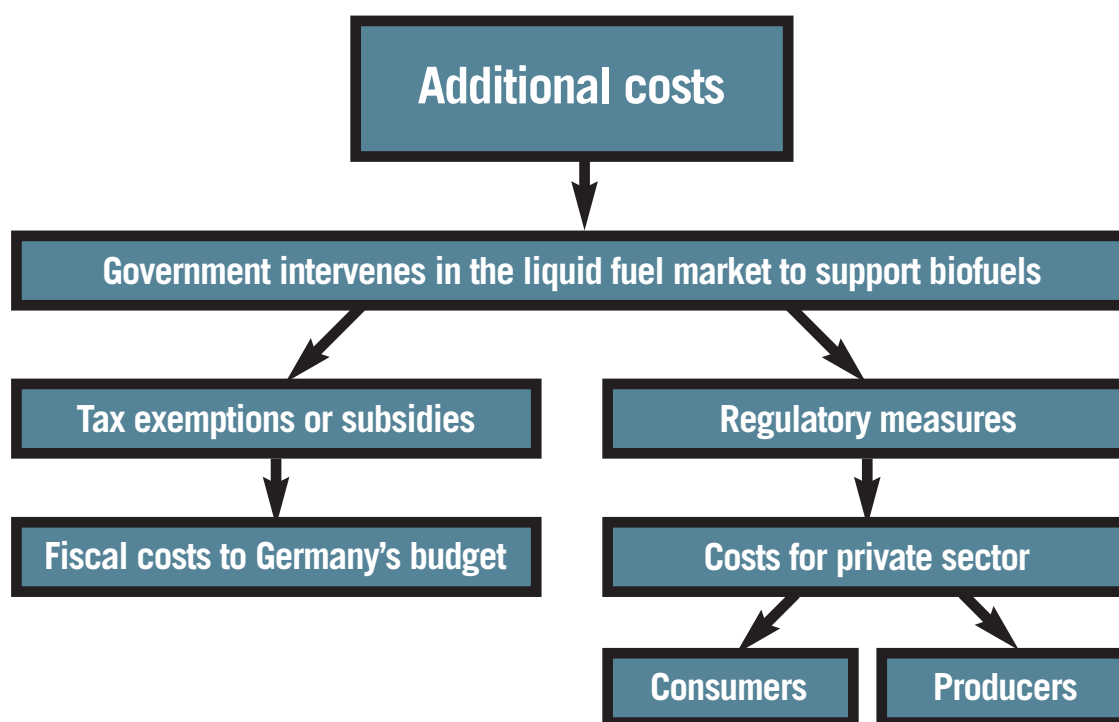 Additional costs
Government intervenes in the liquid fuel market to support biofuels
Tax exemptions or subsidies
Regulatory measures
Fiscal costs to Germany’s budget
Costs for private sector
Consumers
Producers